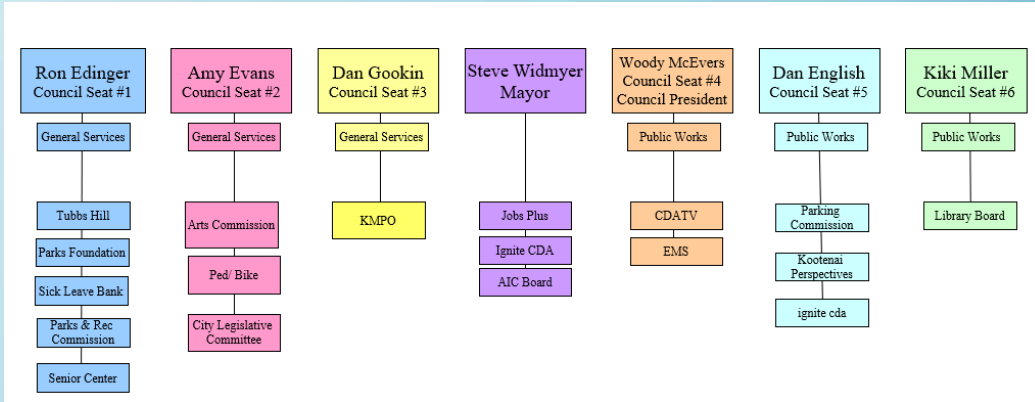 Ron Edinger
Council Seat #1
General Services
Tubbs Hill
Parks Foundation
Sick Leave Bank
Parks & Rec
Commission
Senior Center
Amy Evans
Council Seat #2
General Services
Arts Commission
Ped/ Bike
City Legislative
Committee
Dan Gookin
Council Seat #3
General Services
KMPO
Steve Widmyer
Mayor
Jobs Plus
Ignite CDA
AIC Board
Woody McEvers
Council Seat #4
Council President
Public Works
CDATV
EMS
Dan English
Council Seat #5
Public Works
Parking
Commission
Kootenai
Perspectives
ignite cda
Kiki Miller
Council Seat #6
Public Works
Library Board